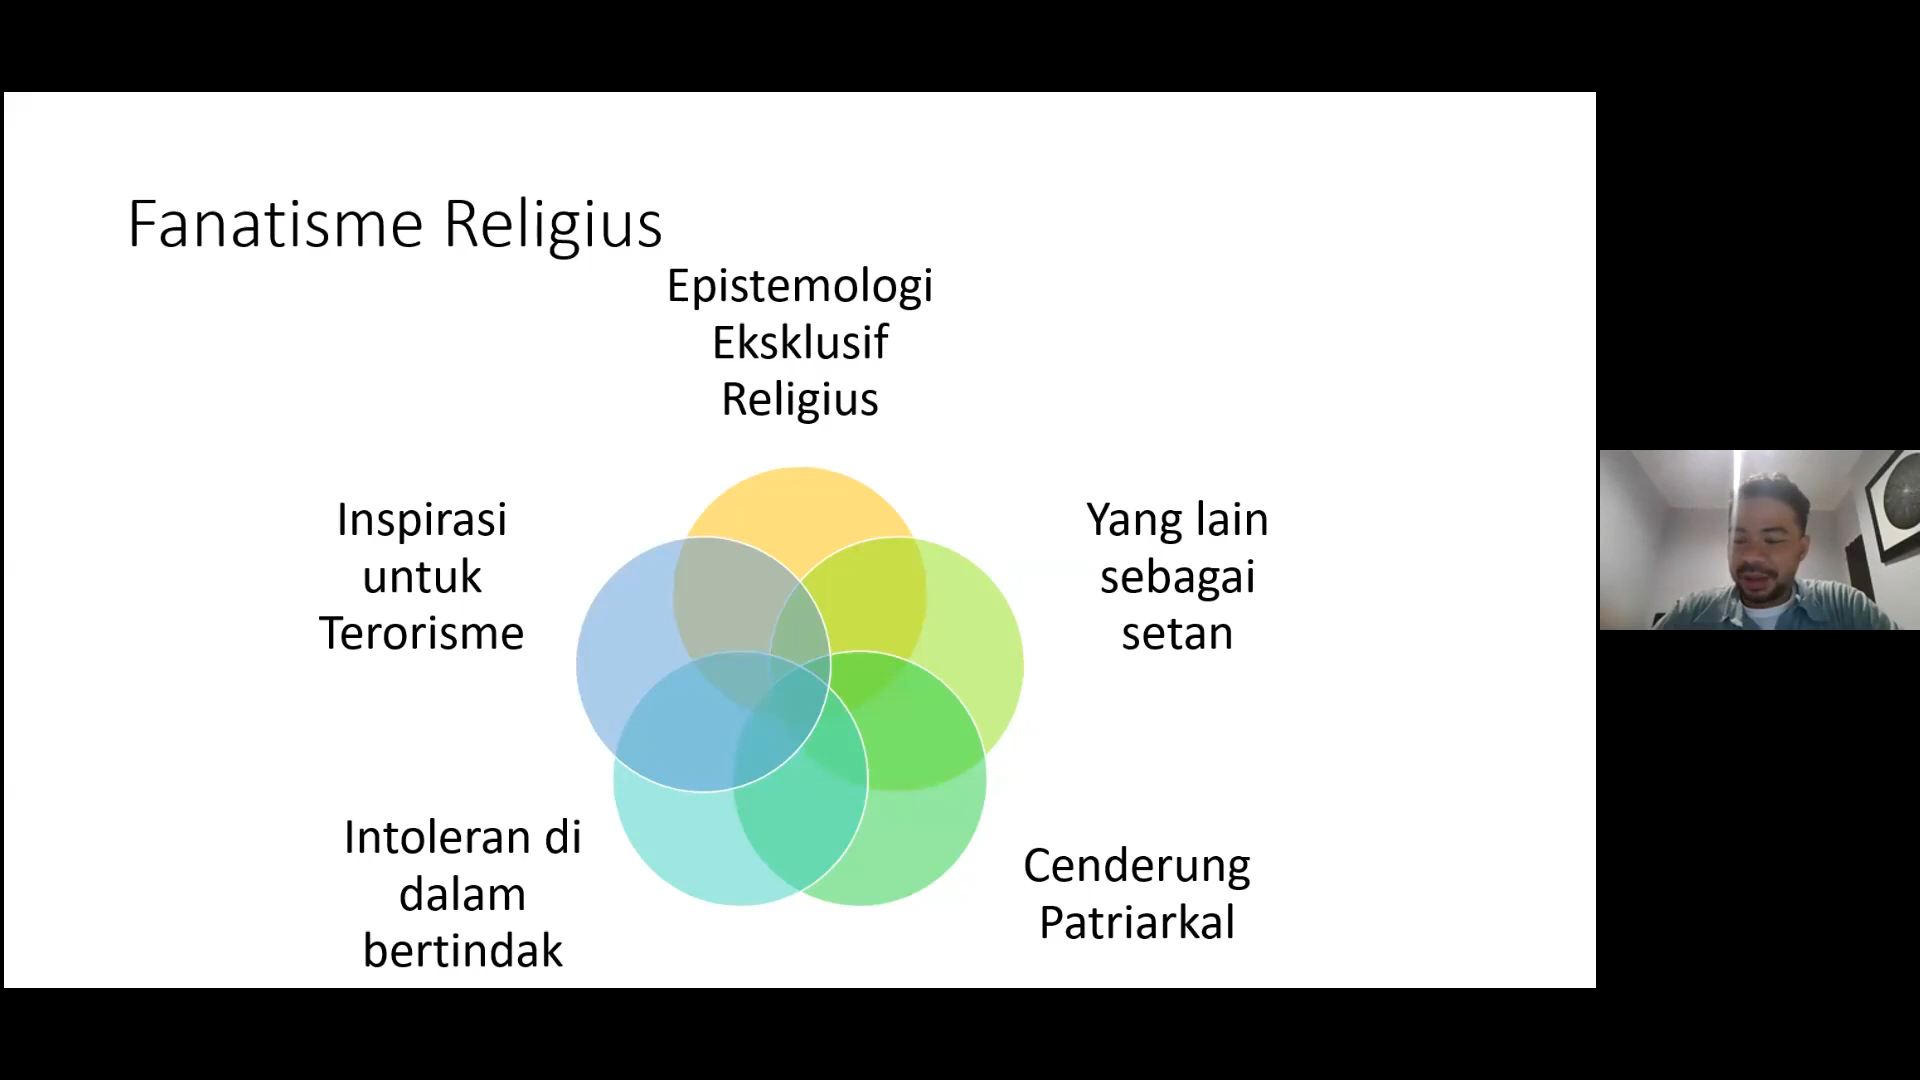 Fanatisme Religius
Epistemologi
Eksklusif
Religius
Yang lain
sebagai
setan
Cenderung
Patriarkal
Intoleran di
dalam
bertindak
Inspirasi
untuk
Terorisme